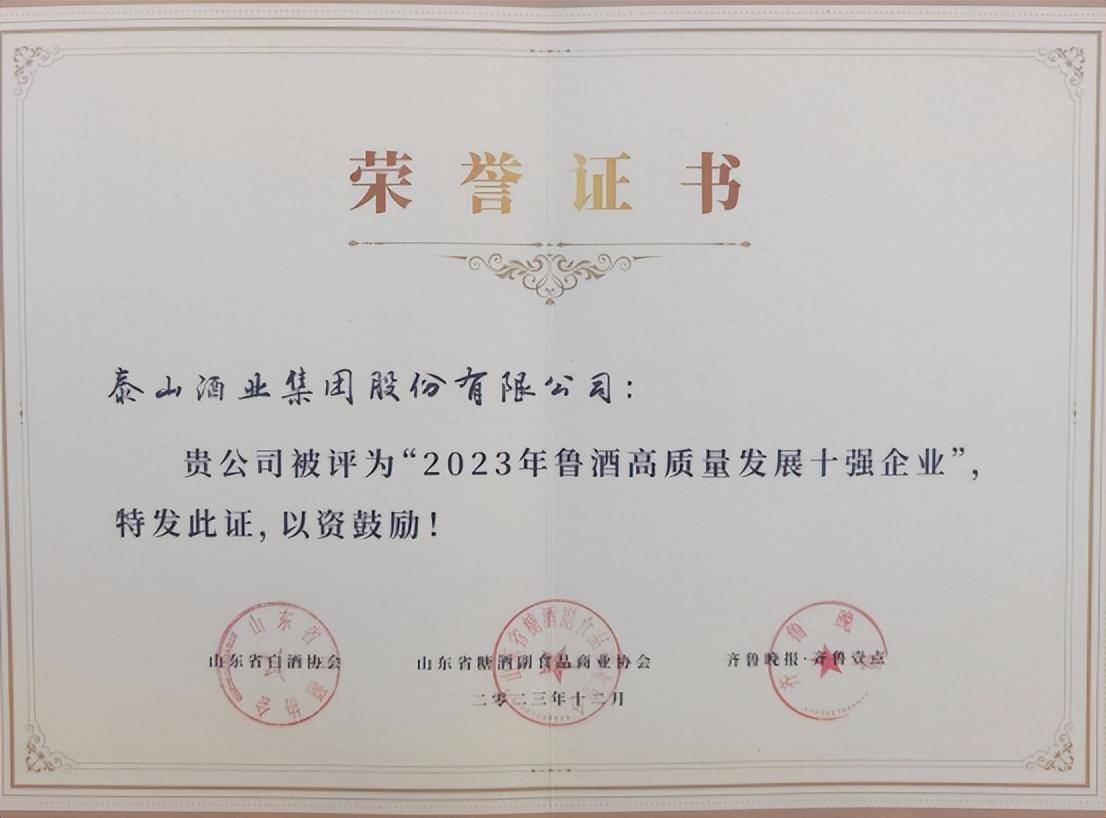 荣誉证书
泰山酒业集团股份有限公司：
贵公司被评为“2023年鲁酒高质量发展十强企业”，
特发此证，以资鼓励！
山东省白酒协会
山东省糖酒副食品商业协会
齐鲁晚报·齐鲁壹点
二零二三年十二月